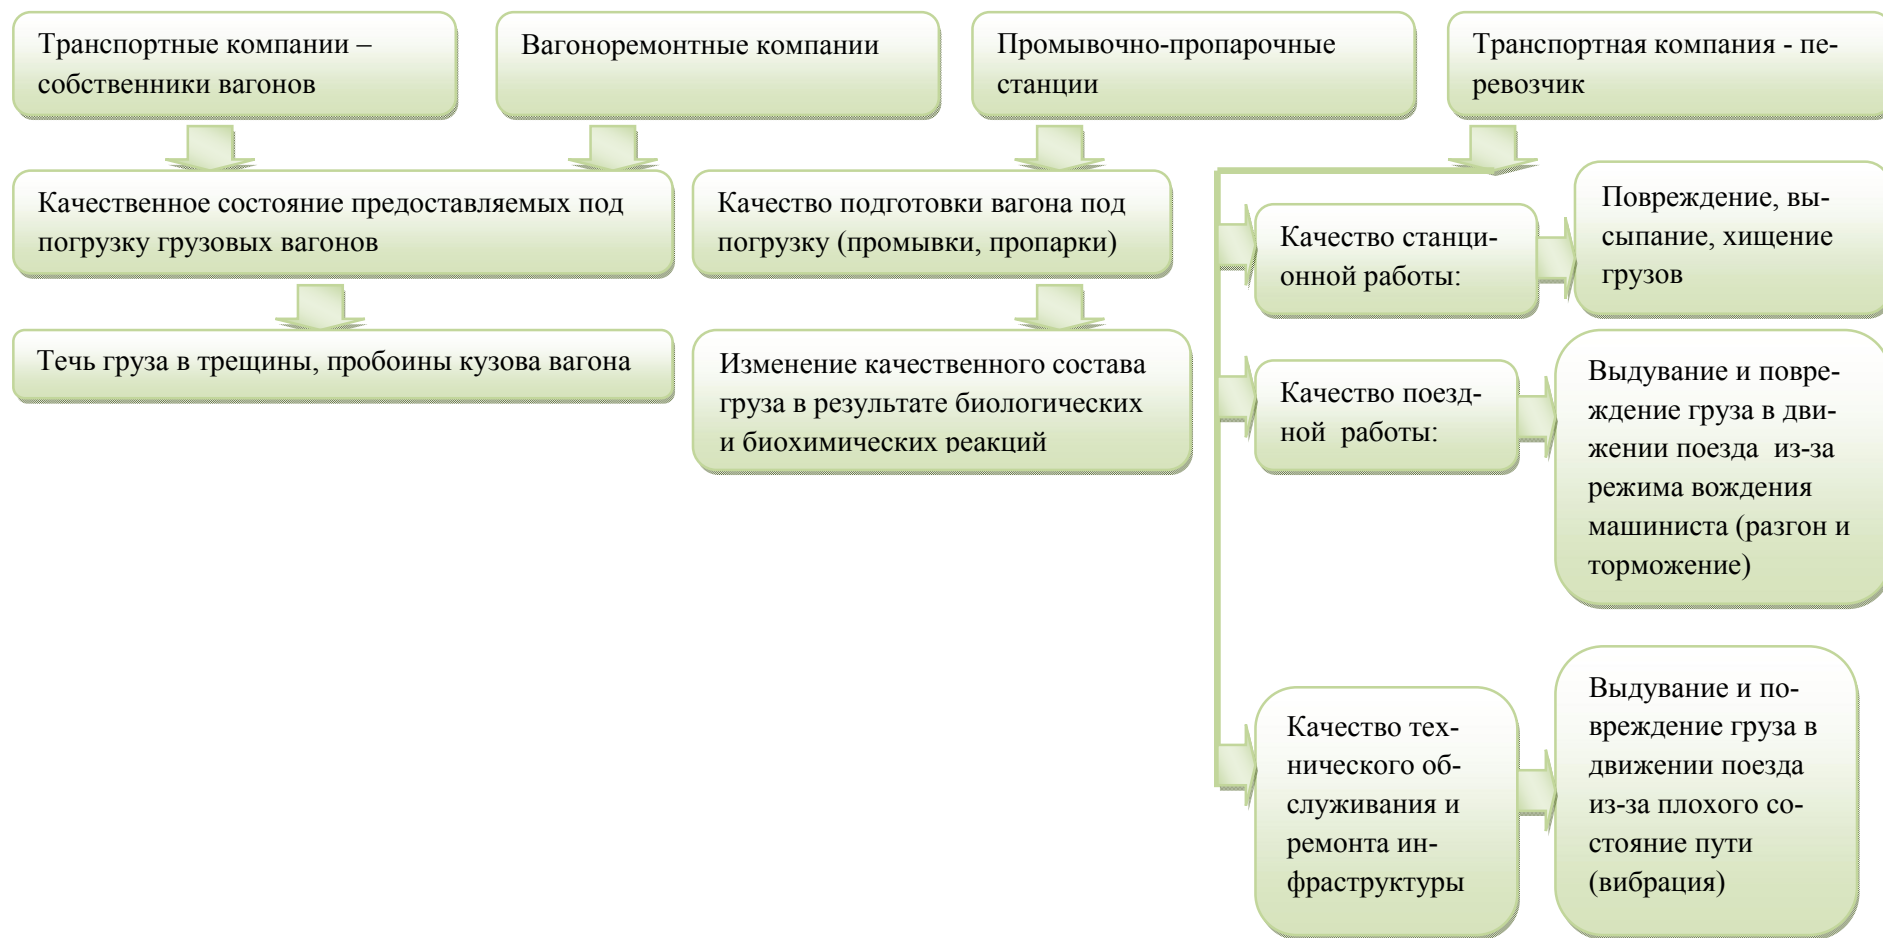 Транспортные компании –
собственники вагонов
Вагоноремонтные компании
Промывочно-пропарочные
станции
Транспортная компания - пе-
ревозчик
Качественное состояние предоставляемых под
погрузку грузовых вагонов
Качество подготовки вагона под
погрузку (промывки, пропарки)
Качество станци-
онной работы:
Повреждение, вы-
сыпание, хищение
грузов
Течь груза в трещины, пробоины кузова вагона
Изменение качественного состава
груза в результате биологических
и биохимических реакций
Качество поезд-
ной  работы:
Выдувание и повре-
ждение груза в дви-
жении поезда  из-за
режима вождения
машиниста (разгон и
торможение)
Качество тех-
нического об-
служивания и
ремонта ин-
фраструктуры
Выдувание и по-
вреждение груза в
движении поезда
из-за плохого со-
стояние пути
(вибрация)